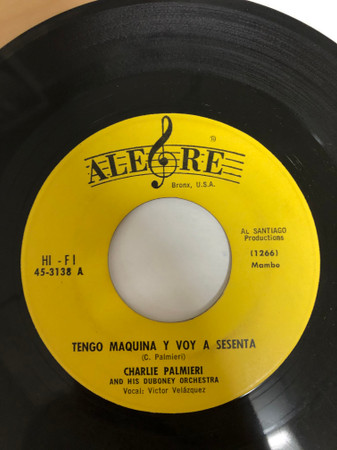 ALEGRE
®
Bronx, U.S.A.
AL SANTIAGO
Productions
HI - FI
45-3138 A
(1266)
Mambo
TENGO MAQUINA Y VOY A SESENTA
(C. Palmieri)
CHARLIE PALMIERI
AND HIS DUBONEY ORCHESTRA
Vocal: Victor Velázquez